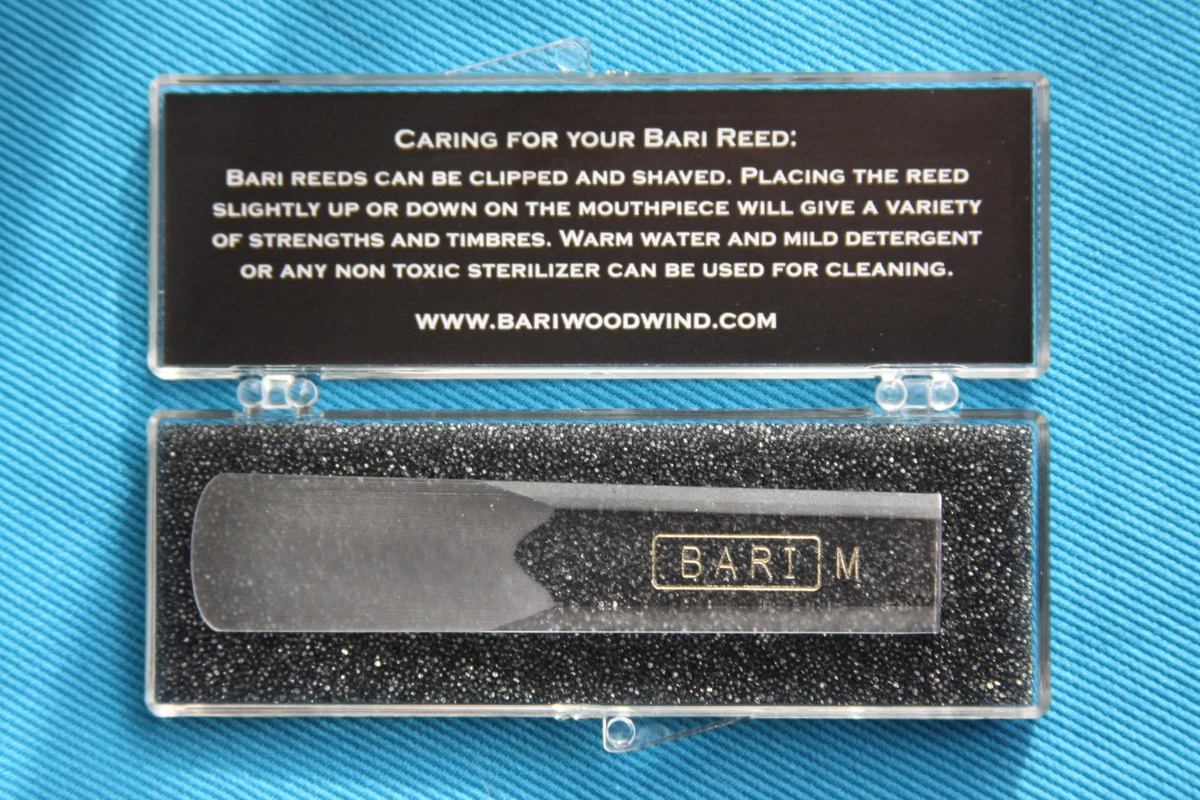 CARING FOR YOUR BARI REED:
BARI REEDS CAN BE CLIPPED AND SHAVED. PLACING THE REED
SLIGHTLY UP OR DOWN ON THE MOUTHPIECE WILL GIVE A VARIETY
OF STRENGTHS AND TIMBRES. WARM WATER AND MILD DETERGENT
OR ANY NON TOXIC STERILIZER CAN BE USED FOR CLEANING.
WWW.BARIWOODWIND.COM
BARI M